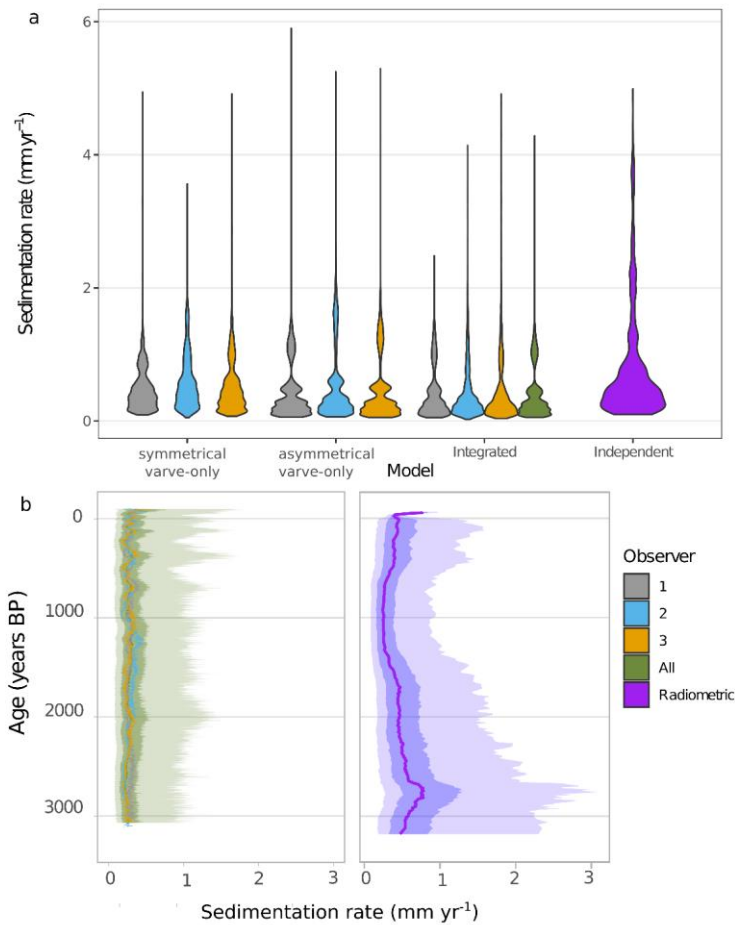 a
Sedimentation rate (mm yr⁻¹)
6
4
2
0
symmetrical
varve-only
asymmetrical
varve-only
Integrated
Independent
Model
b
Age (years BP)
0
1000
2000
3000
0 1 2 3
0 1 2 3
Sedimentation rate (mm yr⁻¹)
Observer
1
2
3
All
Radiometric